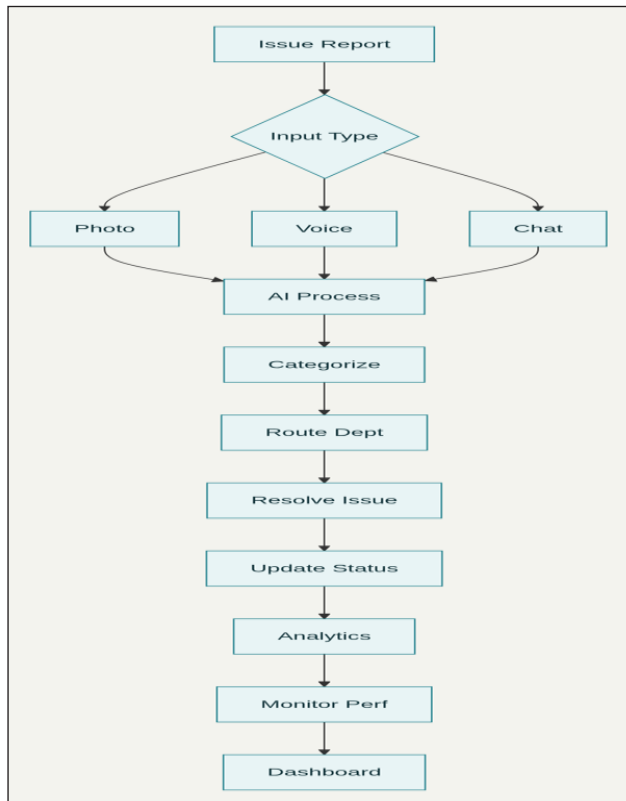 Issue Report
Input Type
Photo
Voice
Chat
AI Process
Categorize
Route Dept
Resolve Issue
Update Status
Analytics
Monitor Perf
Dashboard